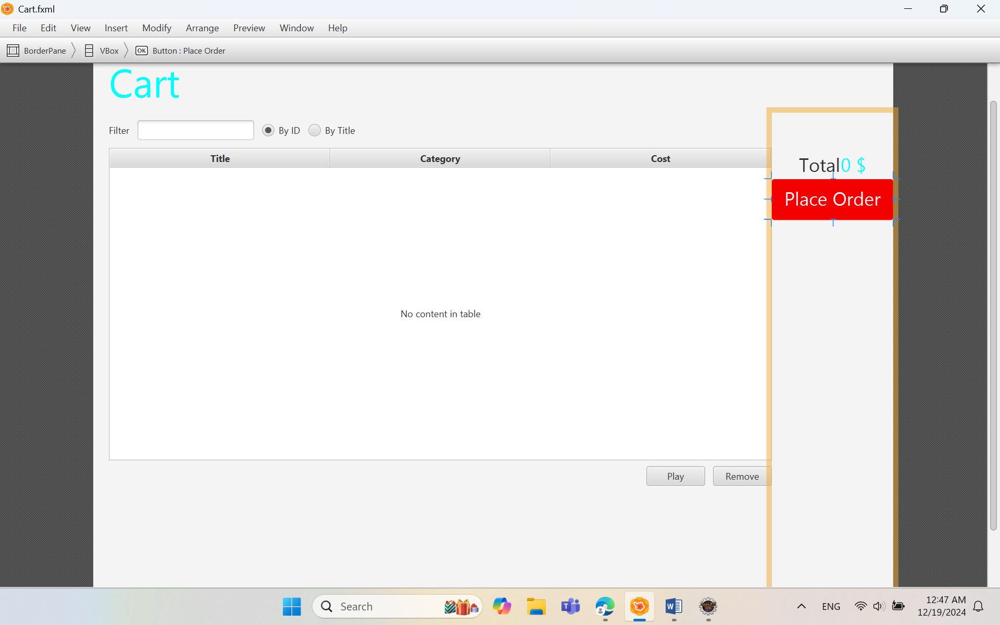 Cart.fxml
File Edit View Insert Modify Arrange Preview Window Help
BorderPane VBox OK Button : Place Order
Cart
Filter By ID By Title
Title Category Cost
Total0 $
Place Order
No content in table
Play Remove
Search
ENG
12:47 AM
12/19/2024